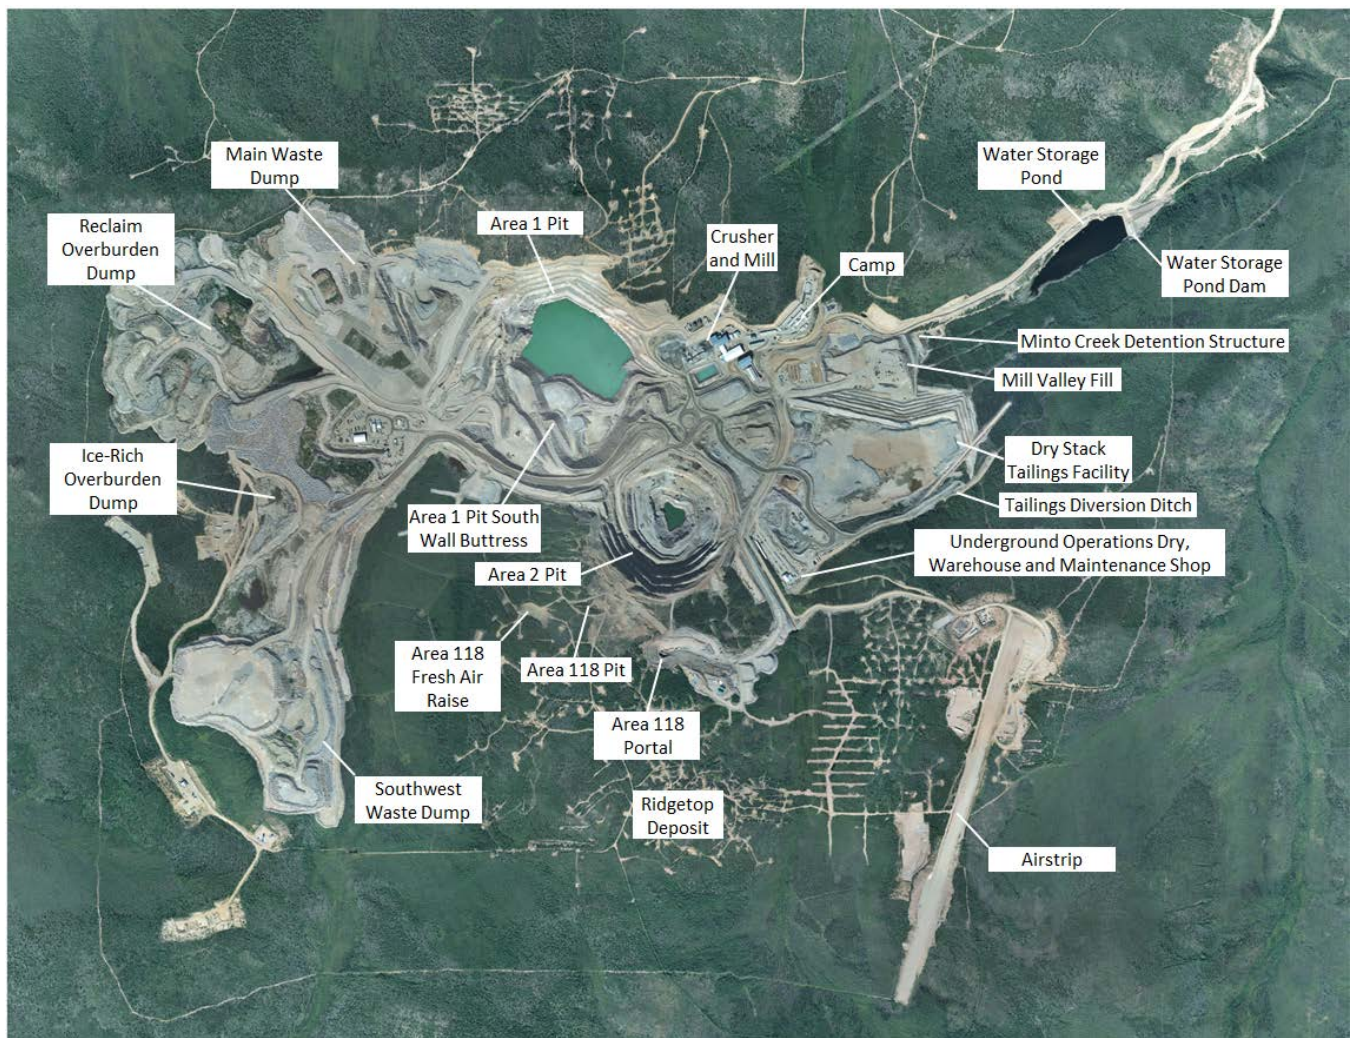 Main Waste
Dump
Water Storage
Pond
Reclaim
Overburden
Dump
Area 1 Pit
Crusher
and Mill
Camp
Water Storage
Pond Dam
Minto Creek Detention Structure
Mill Valley Fill
Ice-Rich
Overburden
Dump
Dry Stack
Tailings Facility
Area 1 Pit South
Wall Buttress
Tailings Diversion Ditch
Underground Operations Dry,
Warehouse and Maintenance Shop
Area 2 Pit
Area 118
Fresh Air
Raise
Area 118 Pit
Area 118
Portal
Southwest
Waste Dump
Ridgetop
Deposit
Airstrip